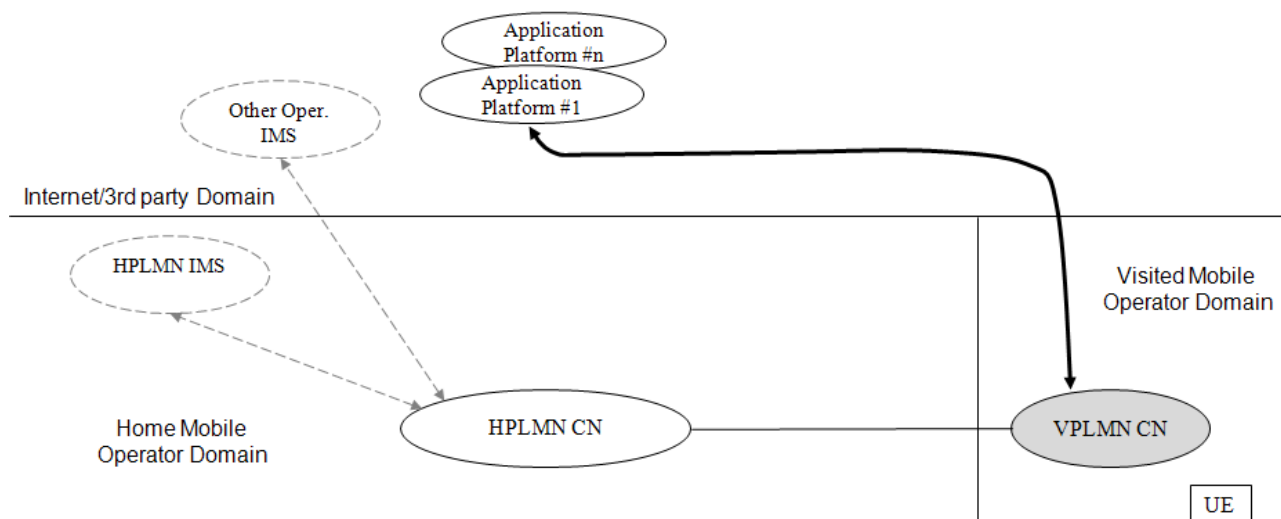 Application
Platform #n
Application
Platform #1
Other Oper.
IMS
Internet/3rd party Domain
HPLMN IMS
Visited Mobile
Operator Domain
Home Mobile
Operator Domain
HPLMN CN
VPLMN CN
UE